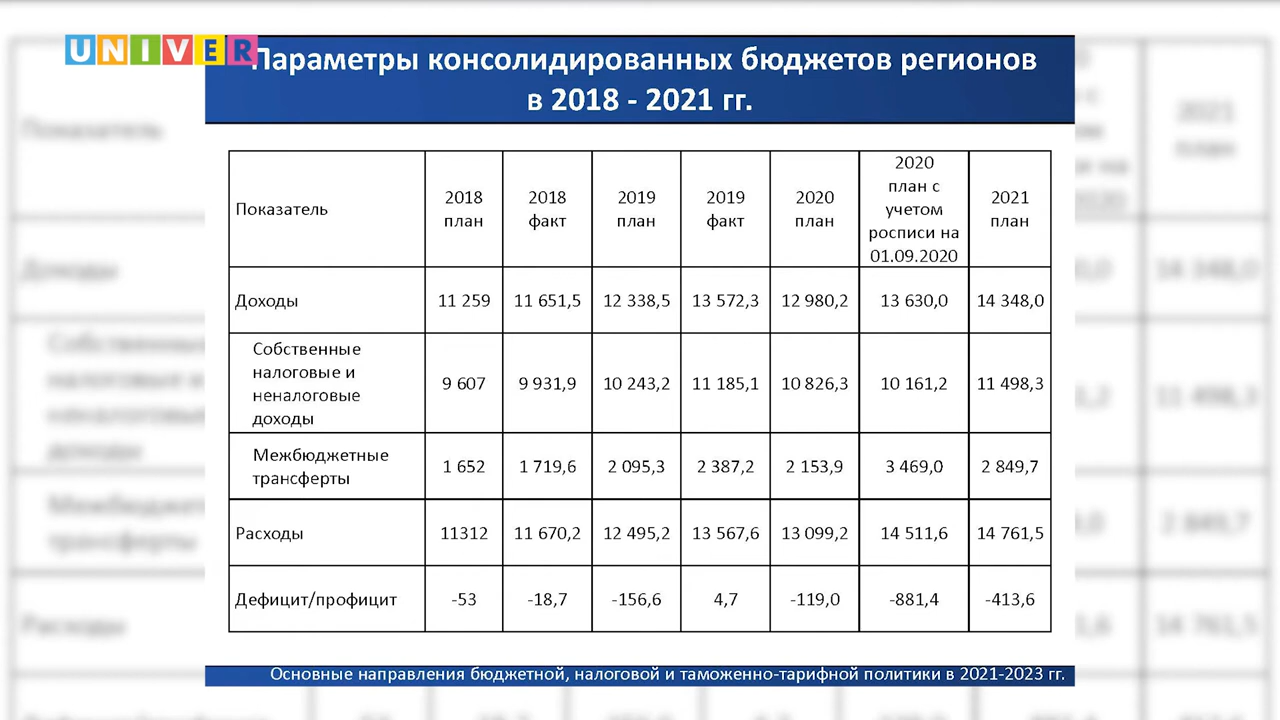 UNIVER
Параметры консолидированных бюджетов регионов
в 2018 - 2021 гг.
Показатель
2018
план
2018
факт
2019
план
2019
факт
2020
план
2020
план с
учетом
росписи на
01.09.2020
2021
план
Доходы 11 259 11 651,5 12 338,5 13 572,3 12 980,2 13 630,0 14 348,0
Собственные
налоговые и
неналоговые
доходы
9 607 9 931,9 10 243,2 11 185,1 10 826,3 10 161,2 11 498,3
Межбюджетные
трансферты
1 652 1 719,6 2 095,3 2 387,2 2 153,9 3 469,0 2 849,7
Расходы 11312 11 670,2 12 495,2 13 567,6 13 099,2 14 511,6 14 761,5
Дефицит/профицит -53 -18,7 -156,6 4,7 -119,0 -881,4 -413,6
Основные направления бюджетной, налоговой и таможенно-тарифной политики в 2021-2023 гг.